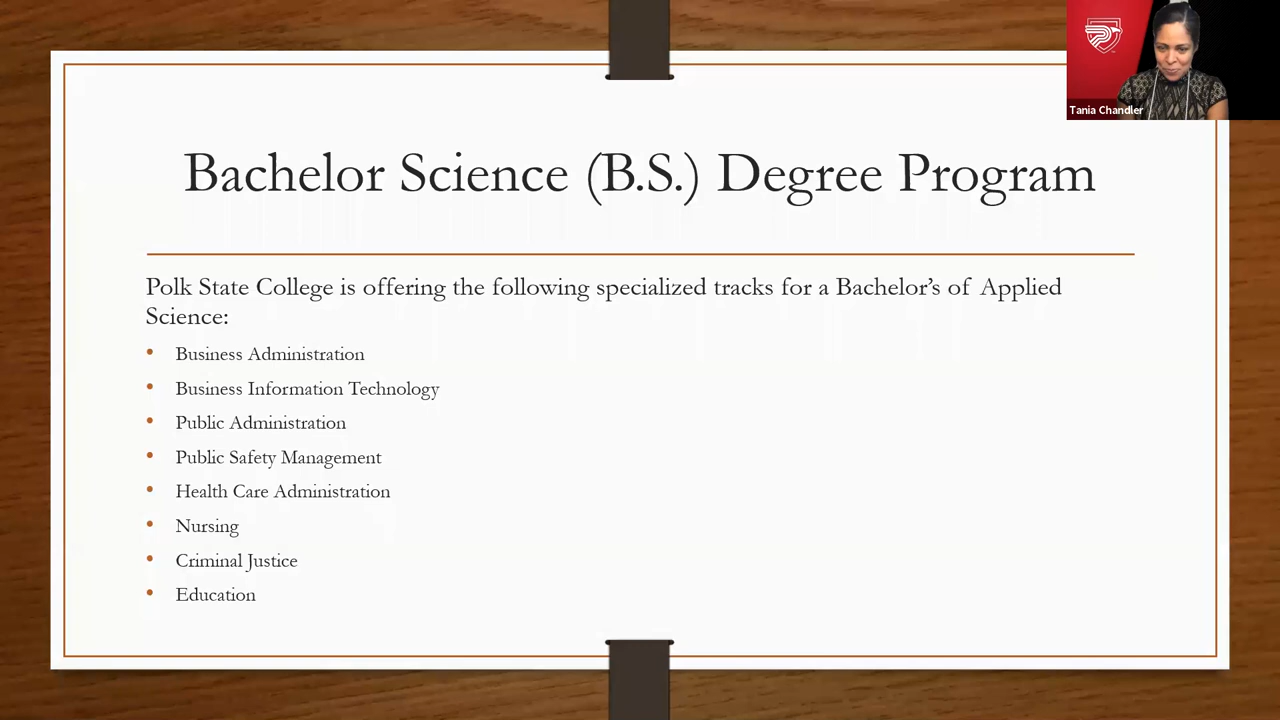 Tania Chandler
Bachelor Science (B.S.) Degree Program
Polk State College is offering the following specialized tracks for a Bachelor's of Applied
Science:
• Business Administration
• Business Information Technology
• Public Administration
• Public Safety Management
• Health Care Administration
• Nursing
• Criminal Justice
• Education